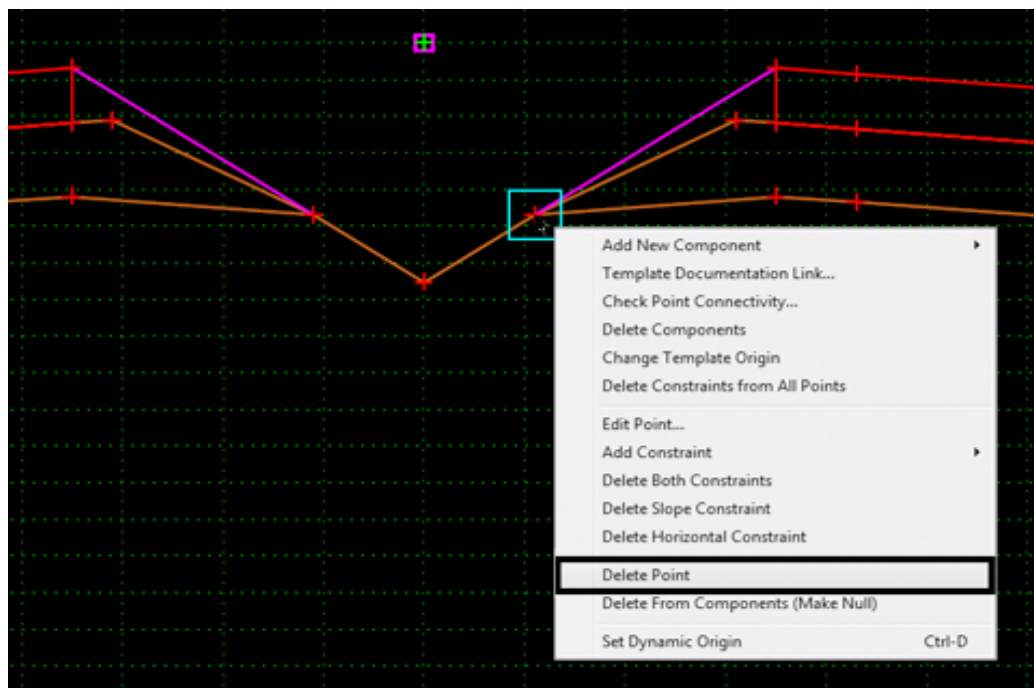 Add New Component
Template Documentation Link...
Check Point Connectivity...
Delete Components
Change Template Origin
Delete Constraints from All Points
Edit Point...
Add Constraint
Delete Both Constraints
Delete Slope Constraint
Delete Horizontal Constraint
Delete Point
Delete From Components (Make Null)
Set Dynamic Origin Ctrl-D